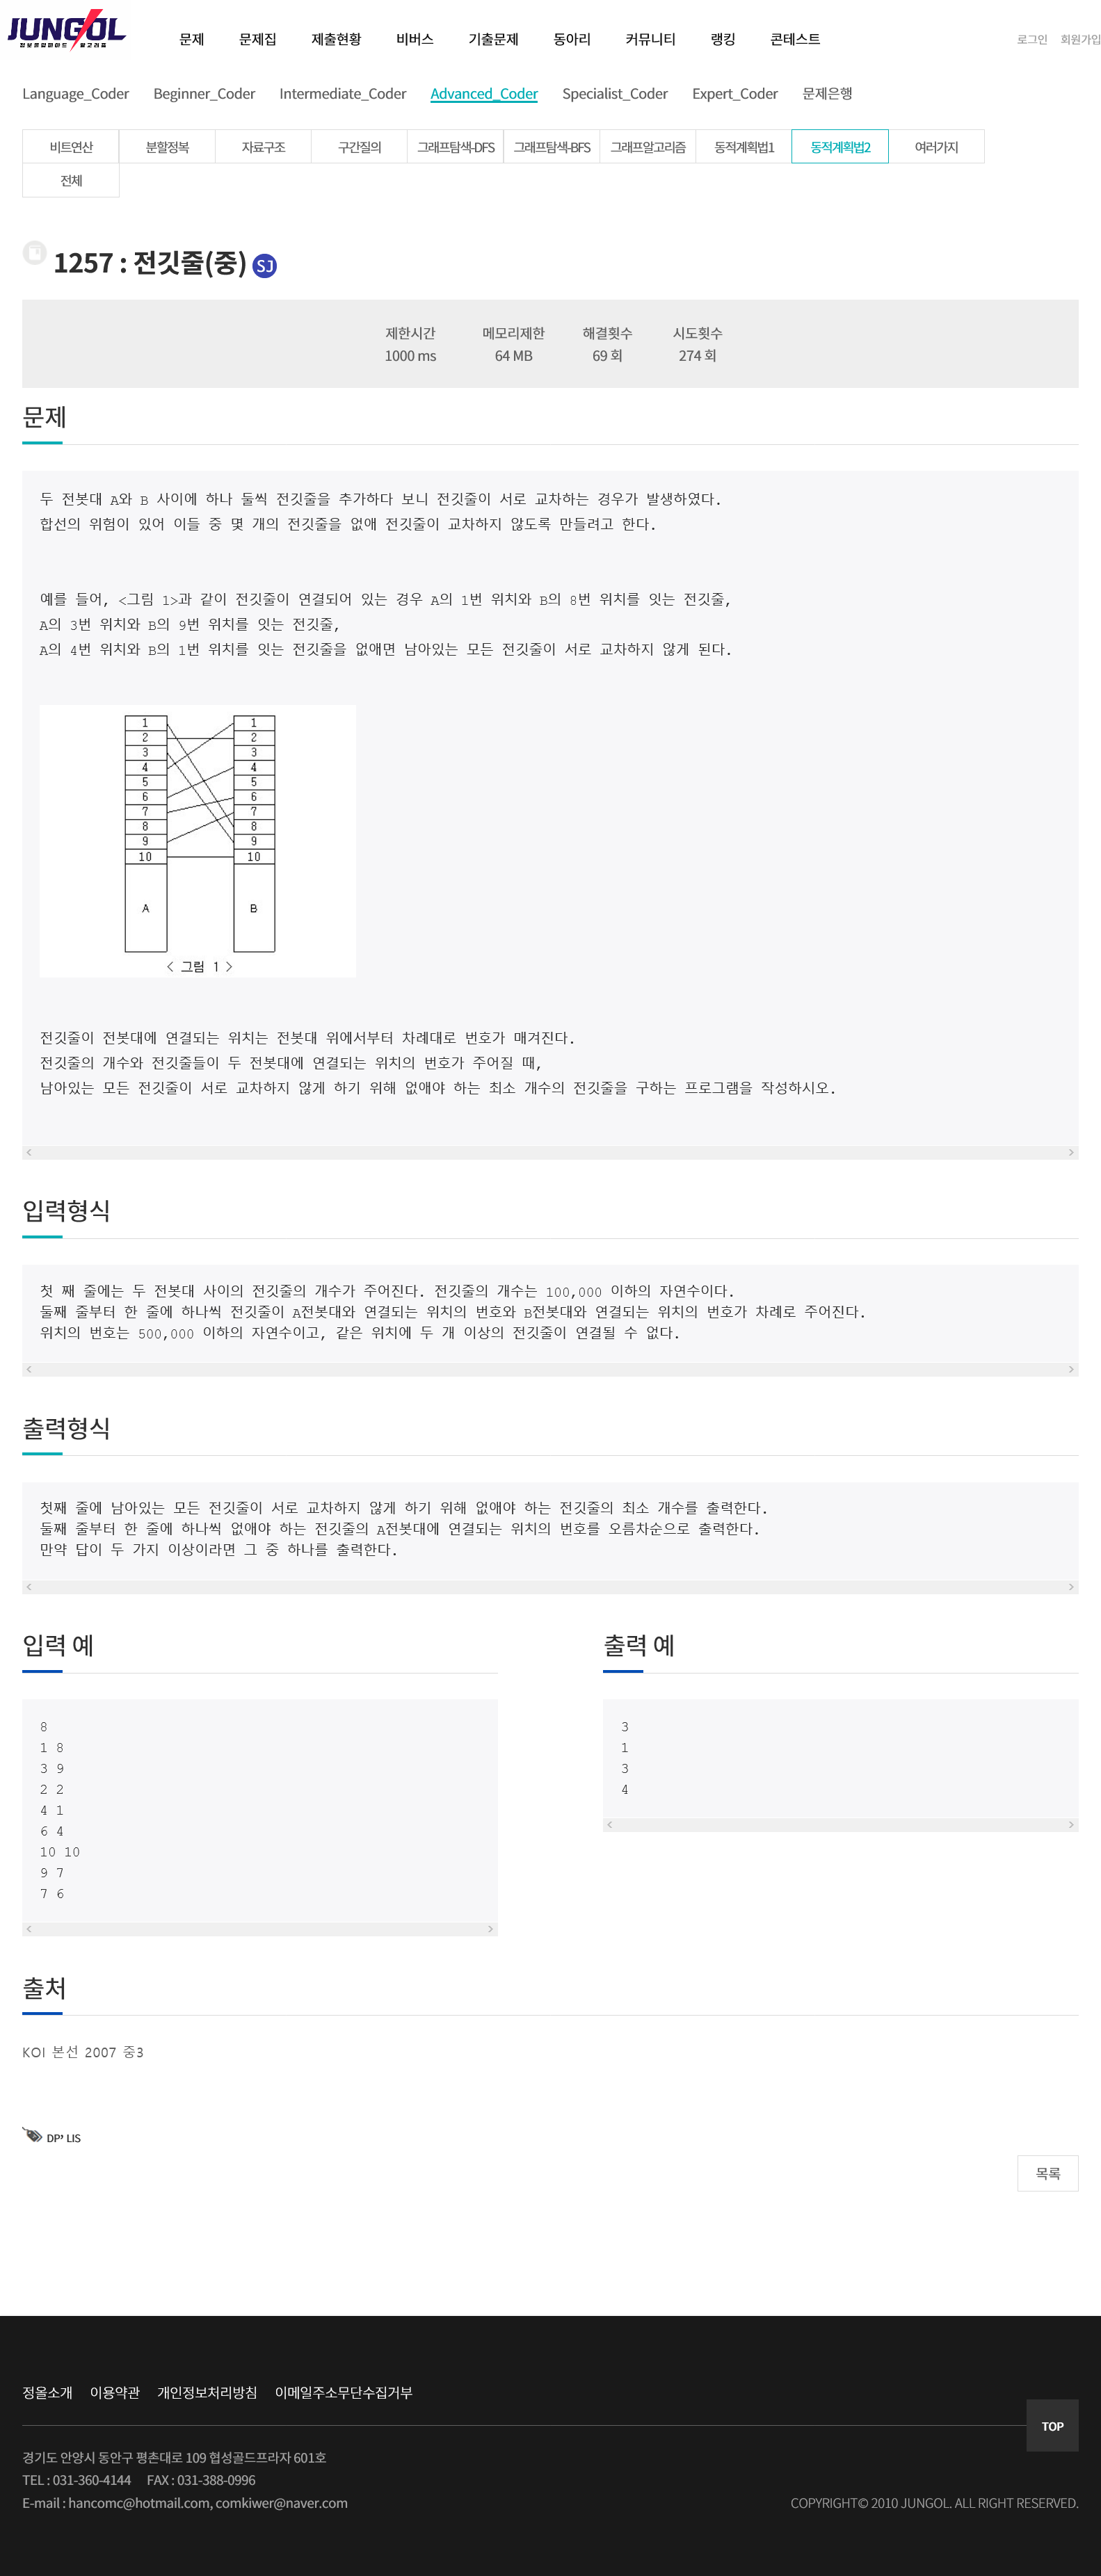 JUNGOL
정보올림피아드 알고리즘
문제 문제집 제출현황 비버스 기출문제 동아리 커뮤니티 랭킹 콘테스트 로그인 회원가입
Language_Coder Beginner_Coder Intermediate_Coder Advanced_Coder Specialist_Coder Expert_Coder 문제은행
비트연산 분할정복 자료구조 구간질의 그래프탐색-DFS 그래프탐색-BFS 그래프알고리즘 동적계획법1 동적계획법2 여러가지
전체
1257 : 전깃줄(중) SJ
제한시간 메모리제한 해결횟수 시도횟수
1000 ms 64 MB 69 회 274 회
문제
두 전봇대 A와 B 사이에 하나 둘씩 전깃줄을 추가하다 보니 전깃줄이 서로 교차하는 경우가 발생하였다.
합선의 위험이 있어 이들 중 몇 개의 전깃줄을 없애 전깃줄이 교차하지 않도록 만들려고 한다.
예를 들어, <그림 1>과 같이 전깃줄이 연결되어 있는 경우 A의 1번 위치와 B의 8번 위치를 잇는 전깃줄,
A의 3번 위치와 B의 9번 위치를 잇는 전깃줄,
A의 4번 위치와 B의 1번 위치를 잇는 전깃줄을 없애면 남아있는 모든 전깃줄이 서로 교차하지 않게 된다.
1 1
2 2
3 3
4 4
5 5
6 6
7 7
8 8
9 9
10 10
A B
< 그림 1 >
전깃줄이 전봇대에 연결되는 위치는 전봇대 위에서부터 차례대로 번호가 매겨진다.
전깃줄의 개수와 전깃줄들이 두 전봇대에 연결되는 위치의 번호가 주어질 때,
남아있는 모든 전깃줄이 서로 교차하지 않게 하기 위해 없애야 하는 최소 개수의 전깃줄을 구하는 프로그램을 작성하시오.
입력형식
첫 째 줄에는 두 전봇대 사이의 전깃줄의 개수가 주어진다. 전깃줄의 개수는 100,000 이하의 자연수이다.
둘째 줄부터 한 줄에 하나씩 전깃줄이 A전봇대와 연결되는 위치의 번호와 B전봇대와 연결되는 위치의 번호가 차례로 주어진다.
위치의 번호는 500,000 이하의 자연수이고, 같은 위치에 두 개 이상의 전깃줄이 연결될 수 없다.
출력형식
첫째 줄에 남아있는 모든 전깃줄이 서로 교차하지 않게 하기 위해 없애야 하는 전깃줄의 최소 개수를 출력한다.
둘째 줄부터 한 줄에 하나씩 없애야 하는 전깃줄의 A전봇대에 연결되는 위치의 번호를 오름차순으로 출력한다.
만약 답이 두 가지 이상이라면 그 중 하나를 출력한다.
입력 예
8
1 8
3 9
2 2
4 1
6 4
10 10
9 7
7 6
출력 예
3
1
3
4
출처
KOI 본선 2007 중3
DP, LIS
목록
정올소개 이용약관 개인정보처리방침 이메일주소무단수집거부
TOP
경기도 안양시 동안구 평촌대로 109 협성골드프라자 601호
TEL : 031-360-4144 FAX : 031-388-0996
E-mail : hancomc@hotmail.com, comkiwer@naver.com
COPYRIGHT© 2010 JUNGOL. ALL RIGHT RESERVED.